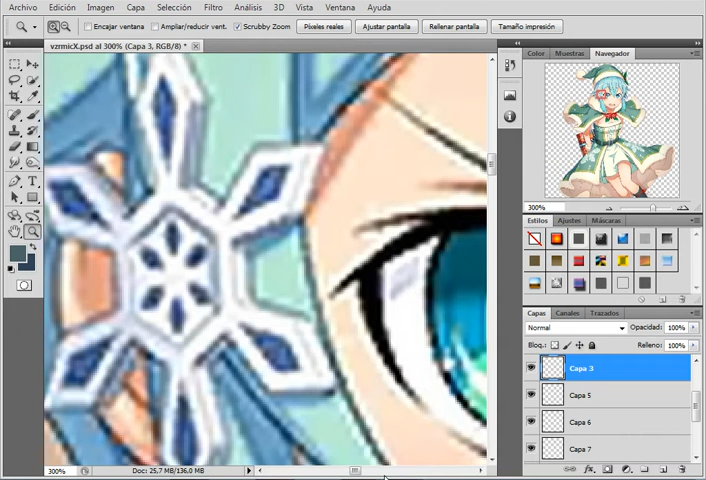 Archivo Edición Imagen Capa Selección Filtro Análisis 3D Vista Ventana Ayuda
Encajar ventana Ampliar/reducir vent. Scrubby Zoom Píxeles reales Ajustar pantalla Rellenar pantalla Tamaño impresión
vzrmicX.psd al 300% (Capa 3, RGB/8) *
Color Muestras Navegador
300%
Estilos Ajustes Máscaras
Capas Canales Trazados
Normal Opacidad: 100%
Bloq.: Relleno: 100%
Capa 3
Capa 5
Capa 6
Capa 7
300% Doc: 25,7 MB/136,0 MB